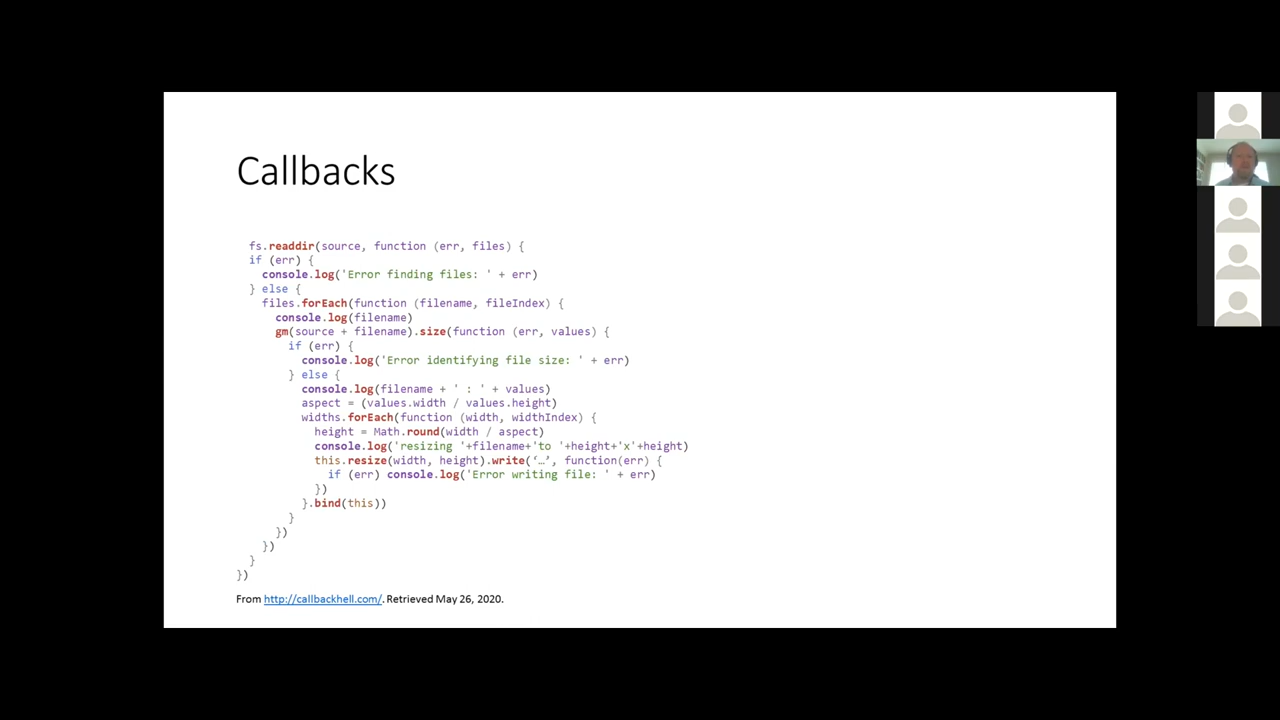 Callbacks
fs.readdir(source, function (err, files) {
if (err) {
console.log('Error finding files: ' + err)
} else {
files.forEach(function (filename, fileIndex) {
console.log(filename)
gm(source + filename).size(function (err, values) {
if (err) {
console.log('Error identifying file size: ' + err)
} else {
console.log(filename + ' : ' + values)
aspect = (values.width / values.height)
widths.forEach(function (width, widthIndex) {
height = Math.round(width / aspect)
console.log('resizing '+filename+'to '+height+'x'+height)
this.resize(width, height).write(‘…’, function(err) {
if (err) console.log('Error writing file: ' + err)
})
}.bind(this))
}
})
})
}
})
From http://callbackhell.com/. Retrieved May 26, 2020.